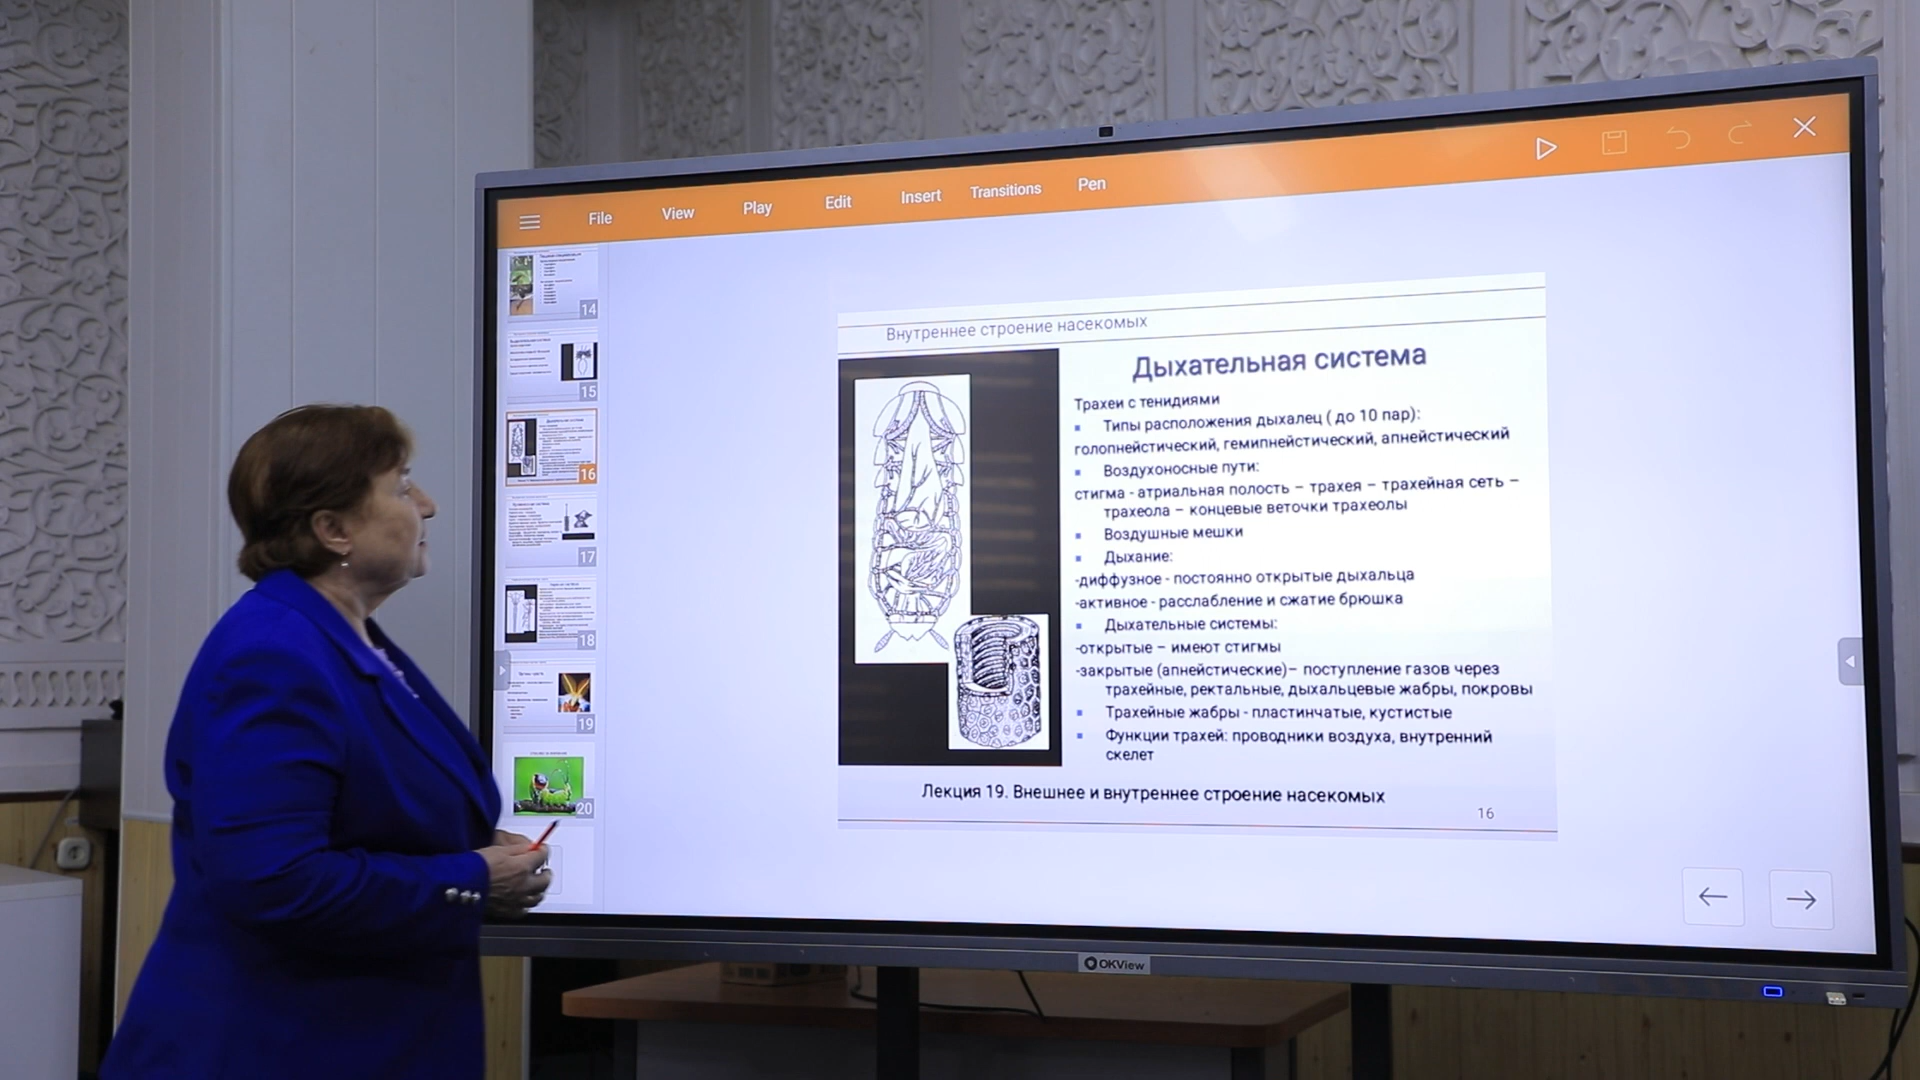 File View Play Edit Insert Transitions Pen
14
15
16
17
18
19
20
Внутреннее строение насекомых
Дыхательная система
Трахеи с тенидиями
Типы расположения дыхалец ( до 10 пар):
голопнейстический, гемипнейстический, апнейстический
Воздухоносные пути:
стигма - атриальная полость – трахея – трахейная сеть –
трахеола – концевые веточки трахеолы
Воздушные мешки
Дыхание:
-диффузное - постоянно открытые дыхальца
-активное - расслабление и сжатие брюшка
Дыхательные системы:
-открытые – имеют стигмы
-закрытые (апнейстические)– поступление газов через
трахейные, ректальные, дыхальцевые жабры, покровы
Трахейные жабры - пластинчатые, кустистые
Функции трахей: проводники воздуха, внутренний
скелет
Лекция 19. Внешнее и внутреннее строение насекомых
16
OKView